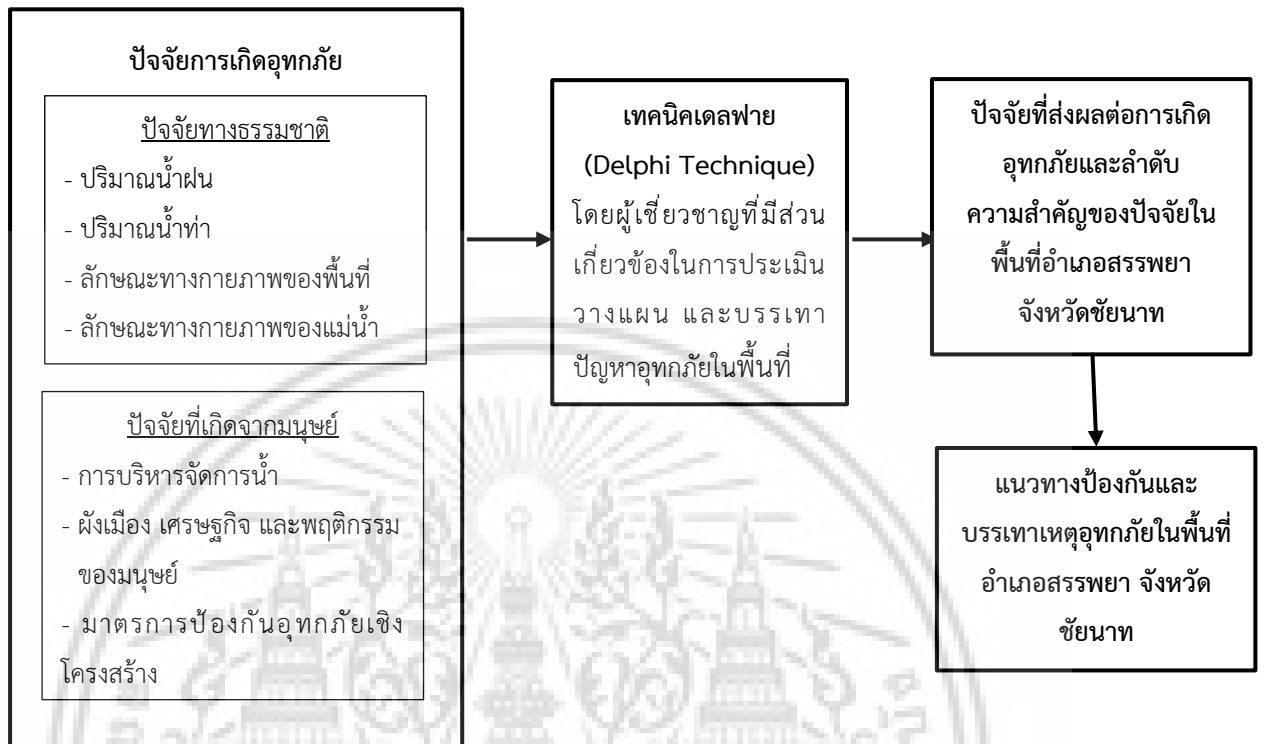 ปัจจัยการเกิดอุทกภัย
ปัจจัยทางธรรมชาติ
- ปริมาณน้ำฝน
- ปริมาณน้ำท่า
- ลักษณะทางกายภาพของพื้นที่
- ลักษณะทางกายภาพของแม่น้ำ
ปัจจัยที่เกิดจากมนุษย์
- การบริหารจัดการน้ำ
- ผังเมือง เศรษฐกิจ และพฤติกรรม
ของมนุษย์
- มาตรการป้องกันอุทกภัยเชิง
โครงสร้าง
เทคนิคเดลฟาย
(Delphi Technique)
โดยผู้เชี่ยวชาญที่มีส่วน
เกี่ยวข้องในการประเมิน
วางแผน และบรรเทา
ปัญหาอุทกภัยในพื้นที่
ปัจจัยที่ส่งผลต่อการเกิด
อุทกภัยและลำดับ
ความสำคัญของปัจจัยใน
พื้นที่อำเภอสรรพยา
จังหวัดชัยนาท
แนวทางป้องกันและ
บรรเทาเหตุอุทกภัยในพื้นที่
อำเภอสรรพยา จังหวัด
ชัยนาท